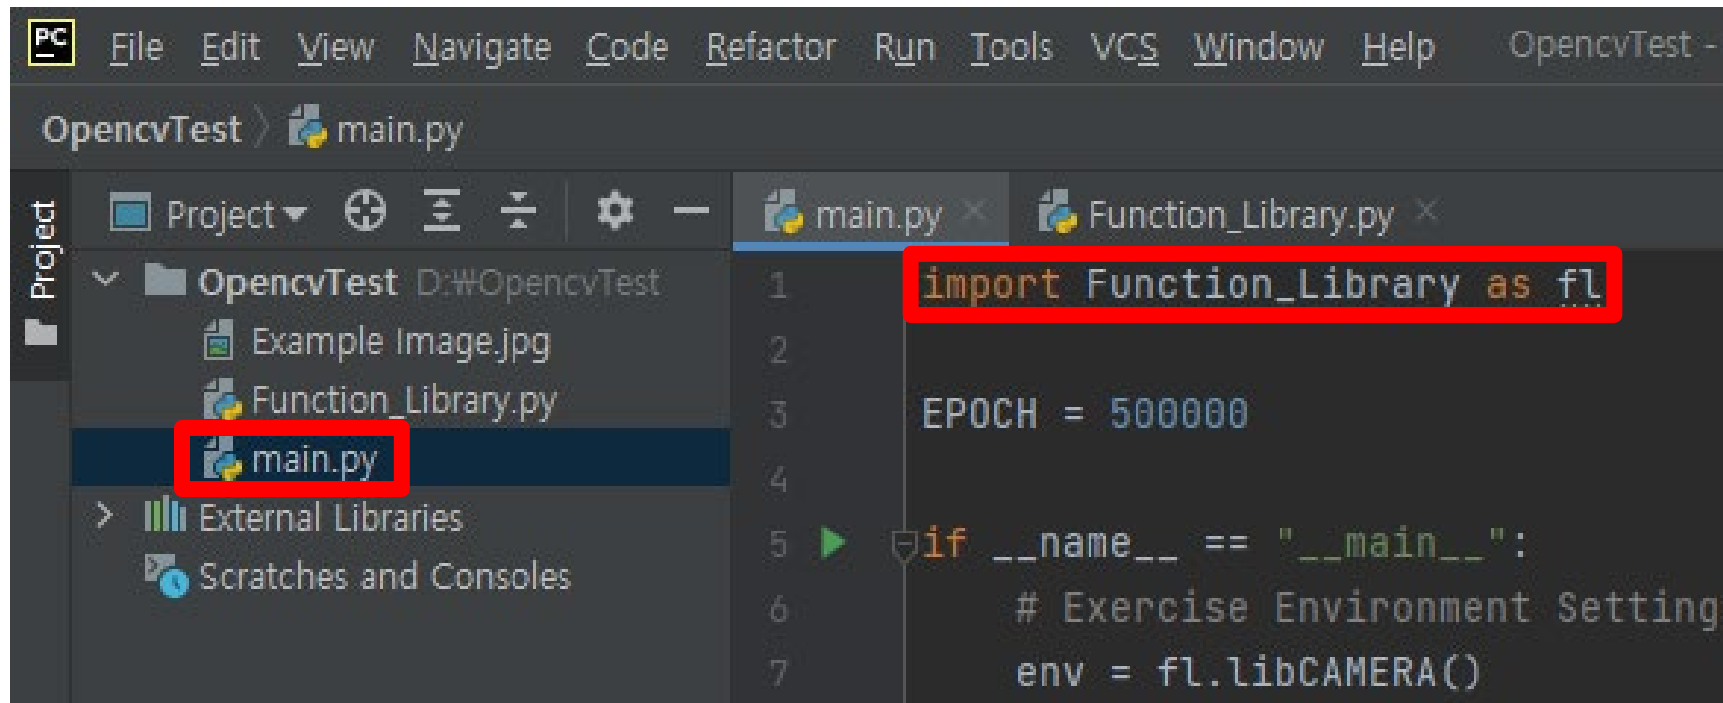 PC File Edit View Navigate Code Refactor Run Tools VCS Window Help OpencvTest -
OpencvTest main.py
Project
Project
main.py Function_Library.py
OpencvTest D:₩OpencvTest
Example Image.jpg
Function_Library.py
main.py
External Libraries
Scratches and Consoles
1 import Function_Library as fl
2
3 EPOCH = 500000
4
5 if __name__ == "__main__":
6 # Exercise Environment Setting
7 env = fl.libCAMERA()